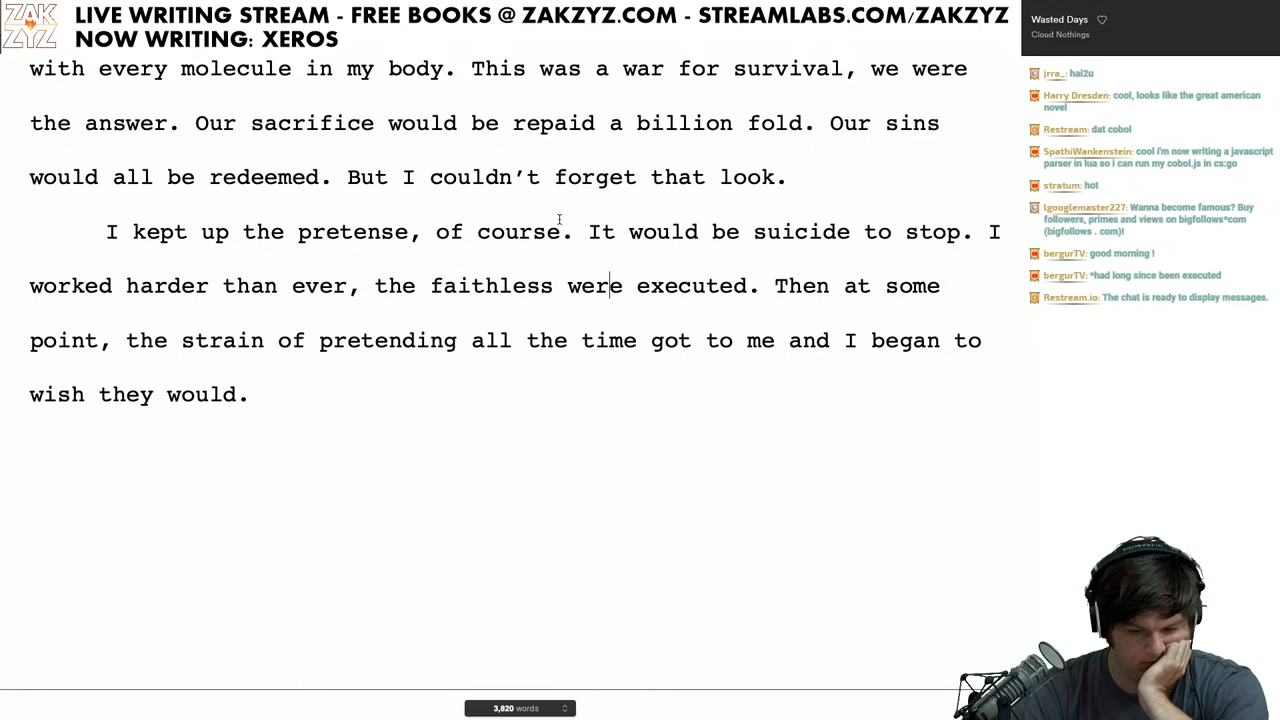 ZAK
ZYZ
LIVE WRITING STREAM - FREE BOOKS @ ZAKZYZ.COM - STREAMLABS.COM/ZAKZYZ
NOW WRITING: XEROS
with every molecule in my body. This was a war for survival, we were
the answer. Our sacrifice would be repaid a billion fold. Our sins
would all be redeemed. But I couldn't forget that look.
I kept up the pretense, of course. It would be suicide to stop. I
worked harder than ever, the faithless were executed. Then at some
point, the strain of pretending all the time got to me and I began to
wish they would.
3,820 words
Wasted Days
Cloud Nothings
jrra_: hai2u
Harry Dresden: cool, looks like the great american
novel
Restream: dat cobol
SpathiWankenstein: cool i'm now writing a javascript
parser in lua so i can run my cobol.js in cs:go
stratum: hot
lgooglemaster227: Wanna become famous? Buy
followers, primes and views on bigfollows*com
(bigfollows . com)!
bergurTV: good morning !
bergurTV: *had long since been executed
Restream.io: The chat is ready to display messages.